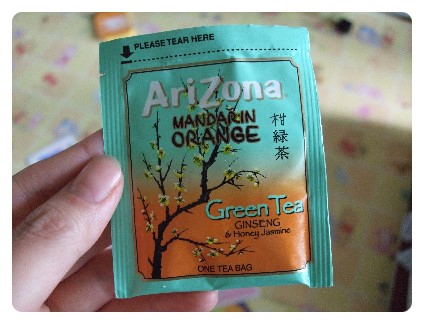 PLEASE TEAR HERE
AriZona
MANDARIN
ORANGE
柑緑茶
Green Tea
GINSENG
& Honey Jasmine
ONE TEA BAG